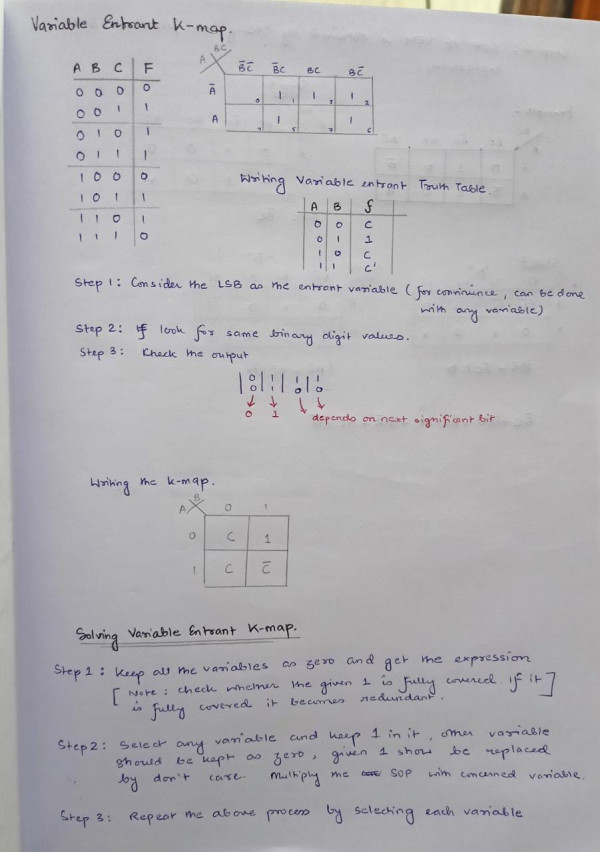 Variable Entrant K-map.
A B C F
0 0 0 0
0 0 1 1
0 1 0 1
0 1 1 1
1 0 0 0
1 0 1 1
1 1 0 1
1 1 1 0
A BC
B̄C̄ B̄C BC BC̄
Ā 0 1 1 1 3 1 2
A 4 1 5 7 1 6
Writing Variable entrant Truth Table
A B f
0 0 C
0 1 1
1 0 C
1 1 C'
Step 1: Consider the LSB as the entrant variable (for convinience, can be done
with any variable)
Step 2: look for same binary digit values.
Step 3: Check the output
0 1 1 1
0 1 0 0
0 1 depends on next significant bit
Writing the K-map.
A B 0 1
0 C 1
1 C C̄
Solving Variable Entrant K-map.
Step 1: Keep all the variables as zero and get the expression
[Note: check whether the given 1 is fully covered. if it
is fully covered it becomes redundant.]
Step 2: Select any variable and keep 1 in it, other variable
should be kept as zero, given 1 show be replaced
by don't care. Multiply the SOP with concerned variable.
Step 3: Repeat the above process by selecting each variable